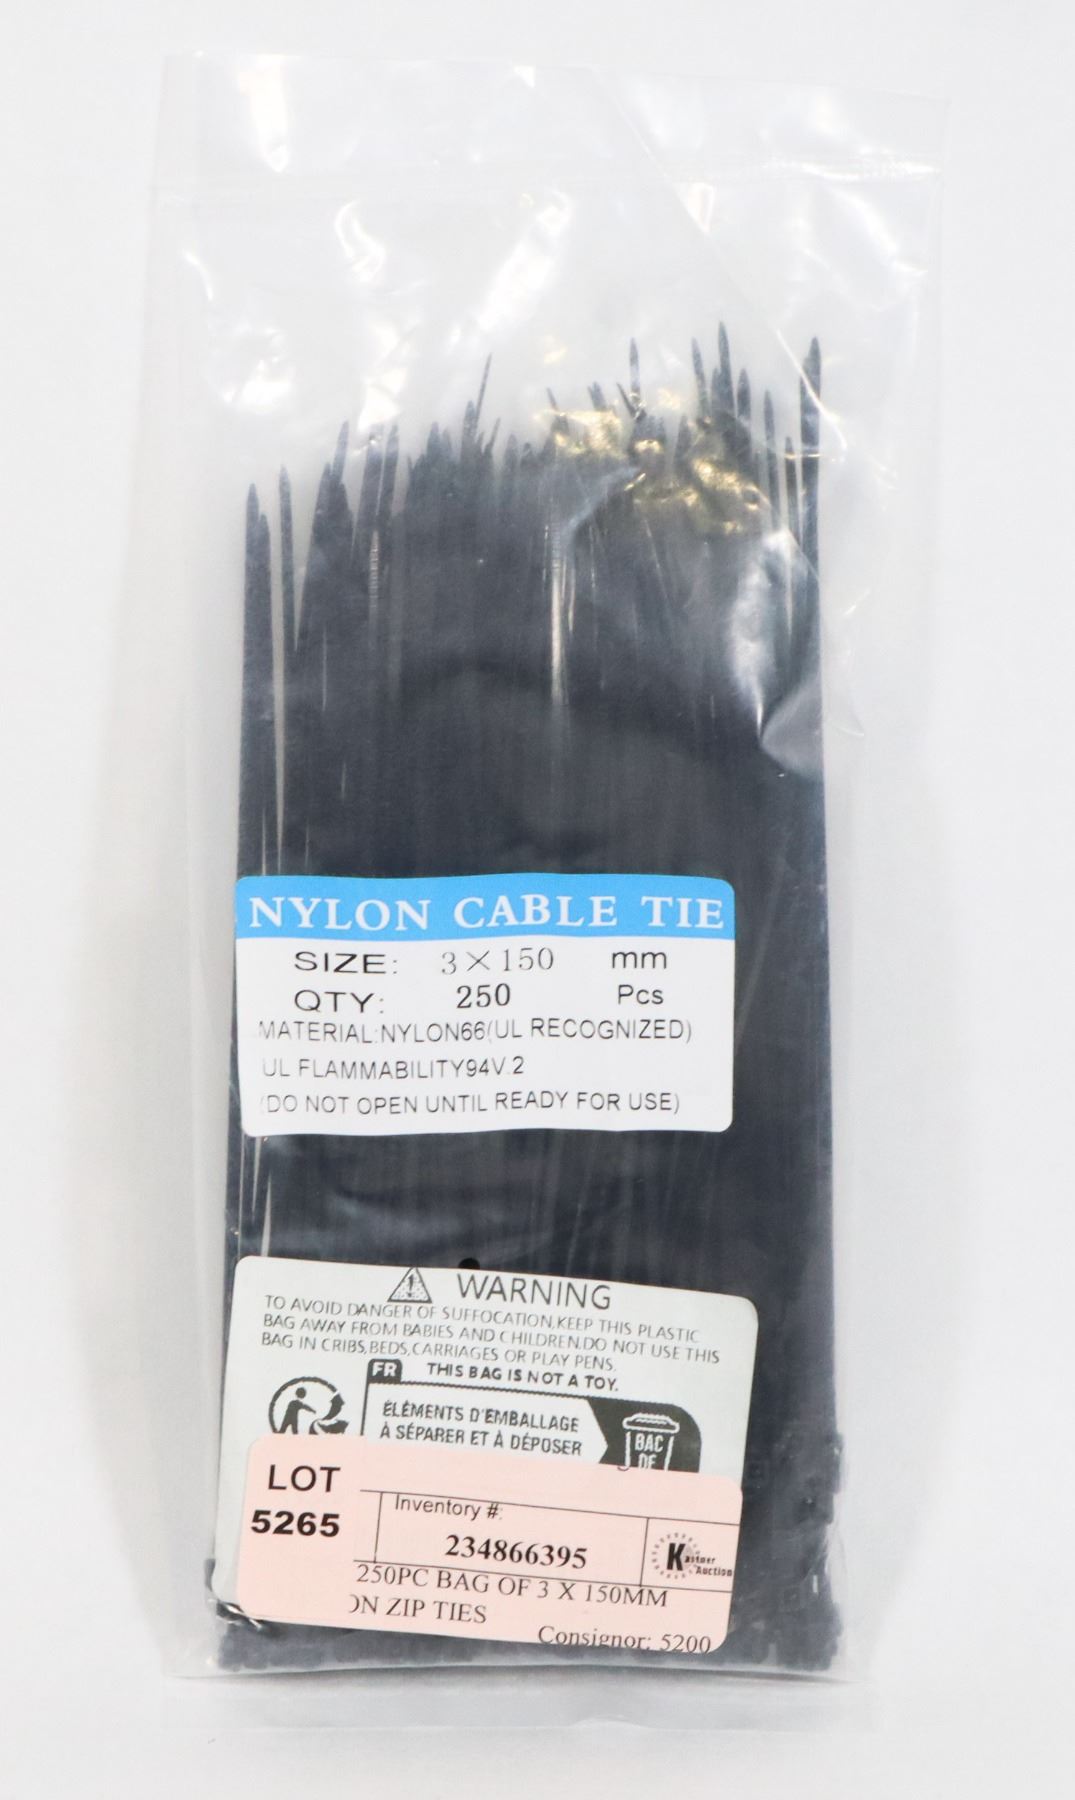 NYLON CABLE TIE
SIZE: 3×150 mm
QTY: 250 Pcs
MATERIAL:NYLON66(UL RECOGNIZED)
UL FLAMMABILITY94V.2
(DO NOT OPEN UNTIL READY FOR USE)
WARNING
TO AVOID DANGER OF SUFFOCATION,KEEP THIS PLASTIC
BAG AWAY FROM BABIES AND CHILDREN.DO NOT USE THIS
BAG IN CRIBS,BEDS,CARRIAGES OR PLAY PENS.
THIS BAG IS NOT A TOY.
FR
ÉLÉMENTS D'EMBALLAGE
À SÉPARER ET À DÉPOSER
BAC
DE
LOT
5265
Inventory #:
234866395
Kastner
Auction
250PC BAG OF 3 X 150MM
ON ZIP TIES
Consignor: 5200